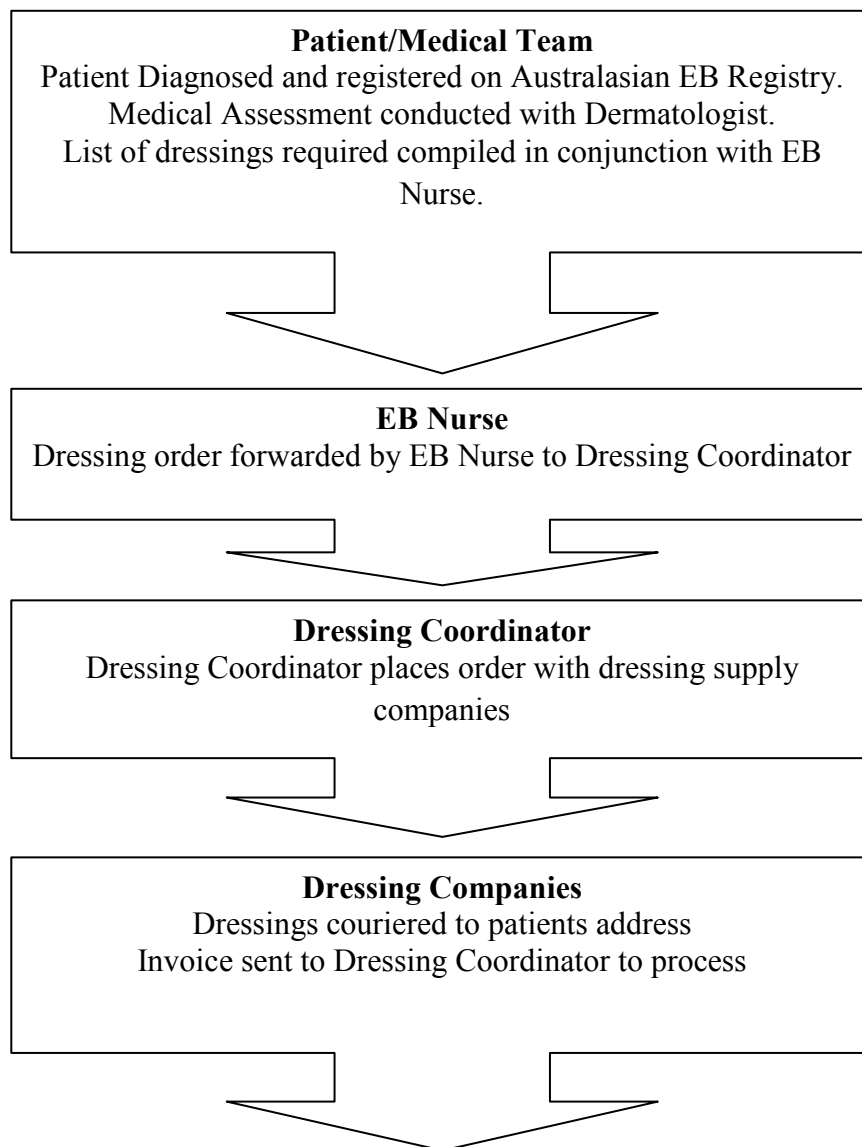 Patient/Medical Team
Patient Diagnosed and registered on Australasian EB Registry.
Medical Assessment conducted with Dermatologist.
List of dressings required compiled in conjunction with EB
Nurse.
EB Nurse
Dressing order forwarded by EB Nurse to Dressing Coordinator
Dressing Coordinator
Dressing Coordinator places order with dressing supply
companies
Dressing Companies
Dressings couriered to patients address
Invoice sent to Dressing Coordinator to process